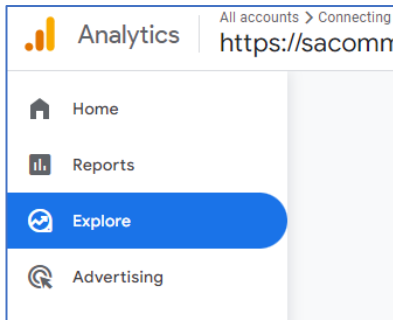 All accounts > Connecting
Analytics
https://sacomm
Home
Reports
Explore
Advertising